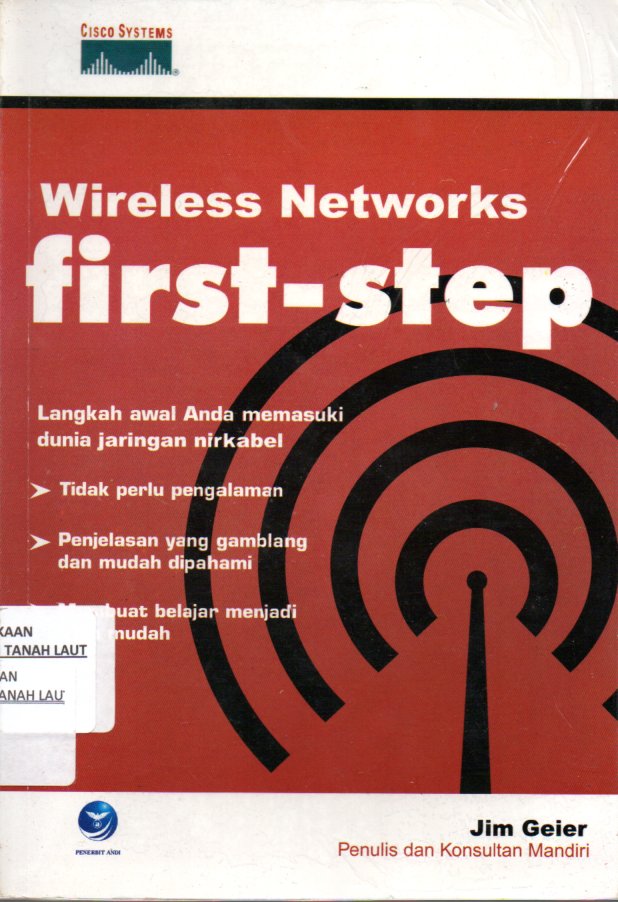 CISCO SYSTEMS
Wireless Networks
first-step
Langkah awal Anda memasuki
dunia jaringan nirkabel
Tidak perlu pengalaman
Penjelasan yang gamblang
dan mudah dipahami
buat belajar menjadi
mudah
KAAN
TANAH LAUT
AN
ANAH LAUT
PENERBIT ANDI
Jim Geier
Penulis dan Konsultan Mandiri